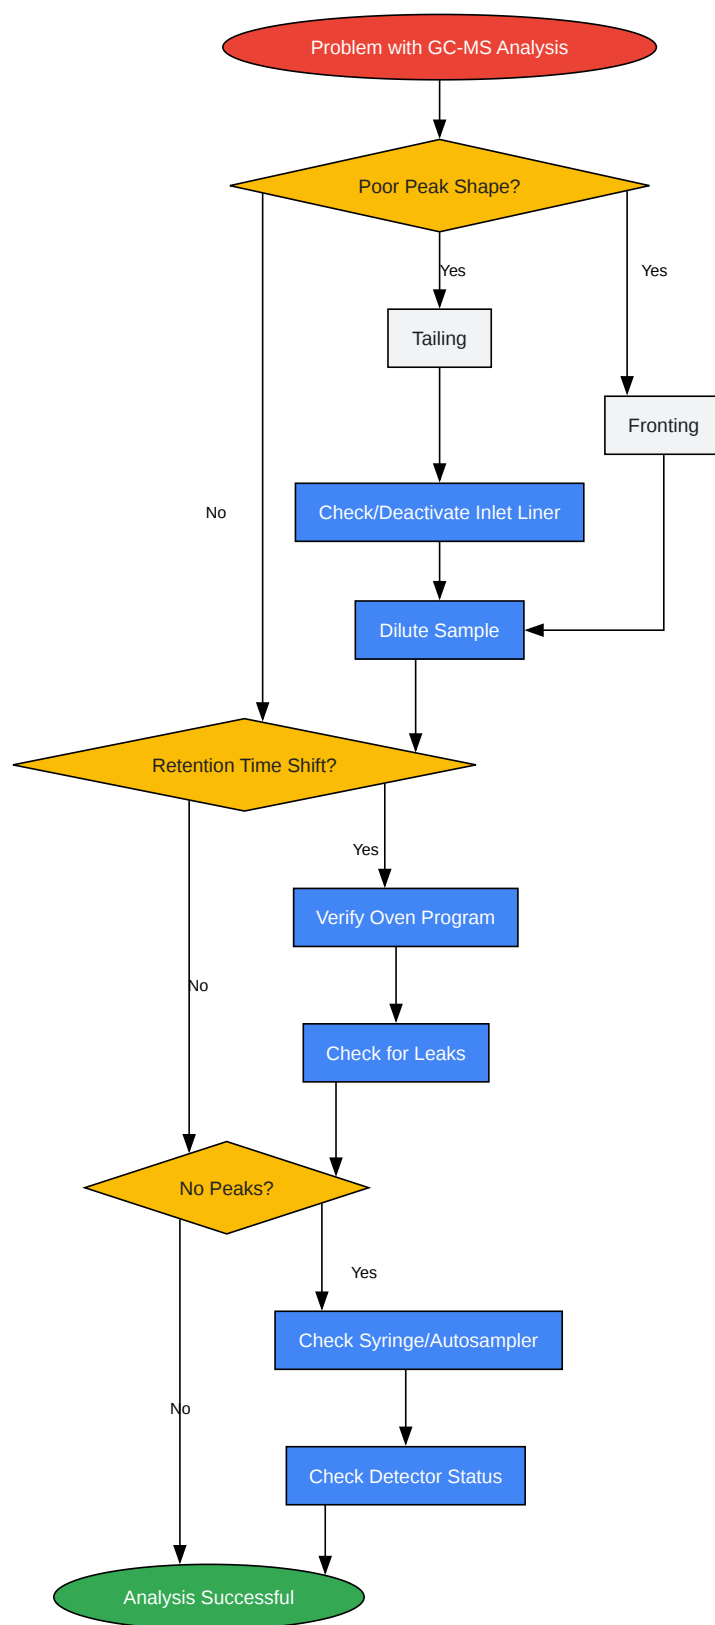 Problem with GC-MS Analysis
Poor Peak Shape?
Yes
Yes
Tailing
Fronting
No
Check/Deactivate Inlet Liner
Dilute Sample
Retention Time Shift?
Yes
Verify Oven Program
No
Check for Leaks
No Peaks?
Yes
Check Syringe/Autosampler
No
Check Detector Status
Analysis Successful